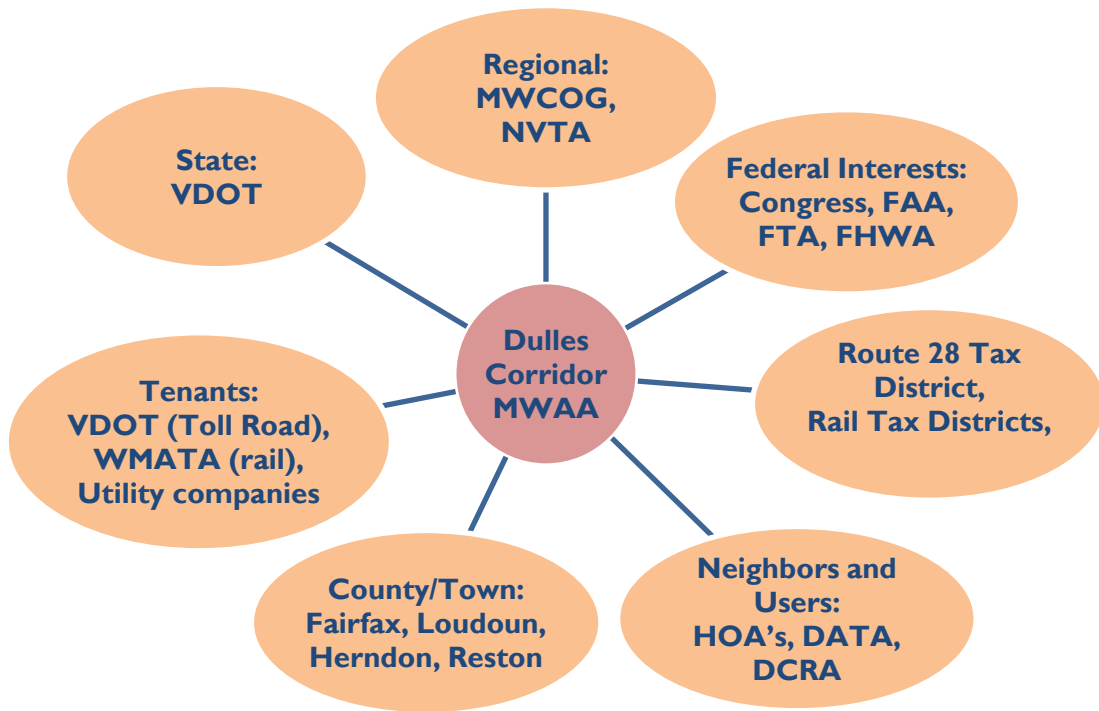 Regional:
MWCOG,
NVTA
State:
VDOT
Federal Interests:
Congress, FAA,
FTA, FHWA
Dulles
Corridor
MWAA
Route 28 Tax
District,
Rail Tax Districts,
Tenants:
VDOT (Toll Road),
WMATA (rail),
Utility companies
County/Town:
Fairfax, Loudoun,
Herndon, Reston
Neighbors and
Users:
HOA’s, DATA,
DCRA